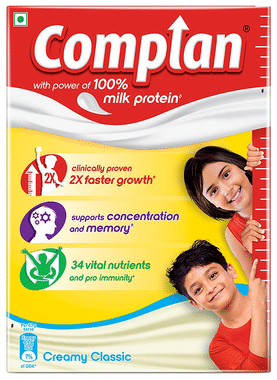 Complan®
with power of 100%
milk protein◊
2X
clinically proven
2X faster growth*
supports concentration
and memory†
34 vital nutrients
and pro immunity^
7%
Creamy Classic